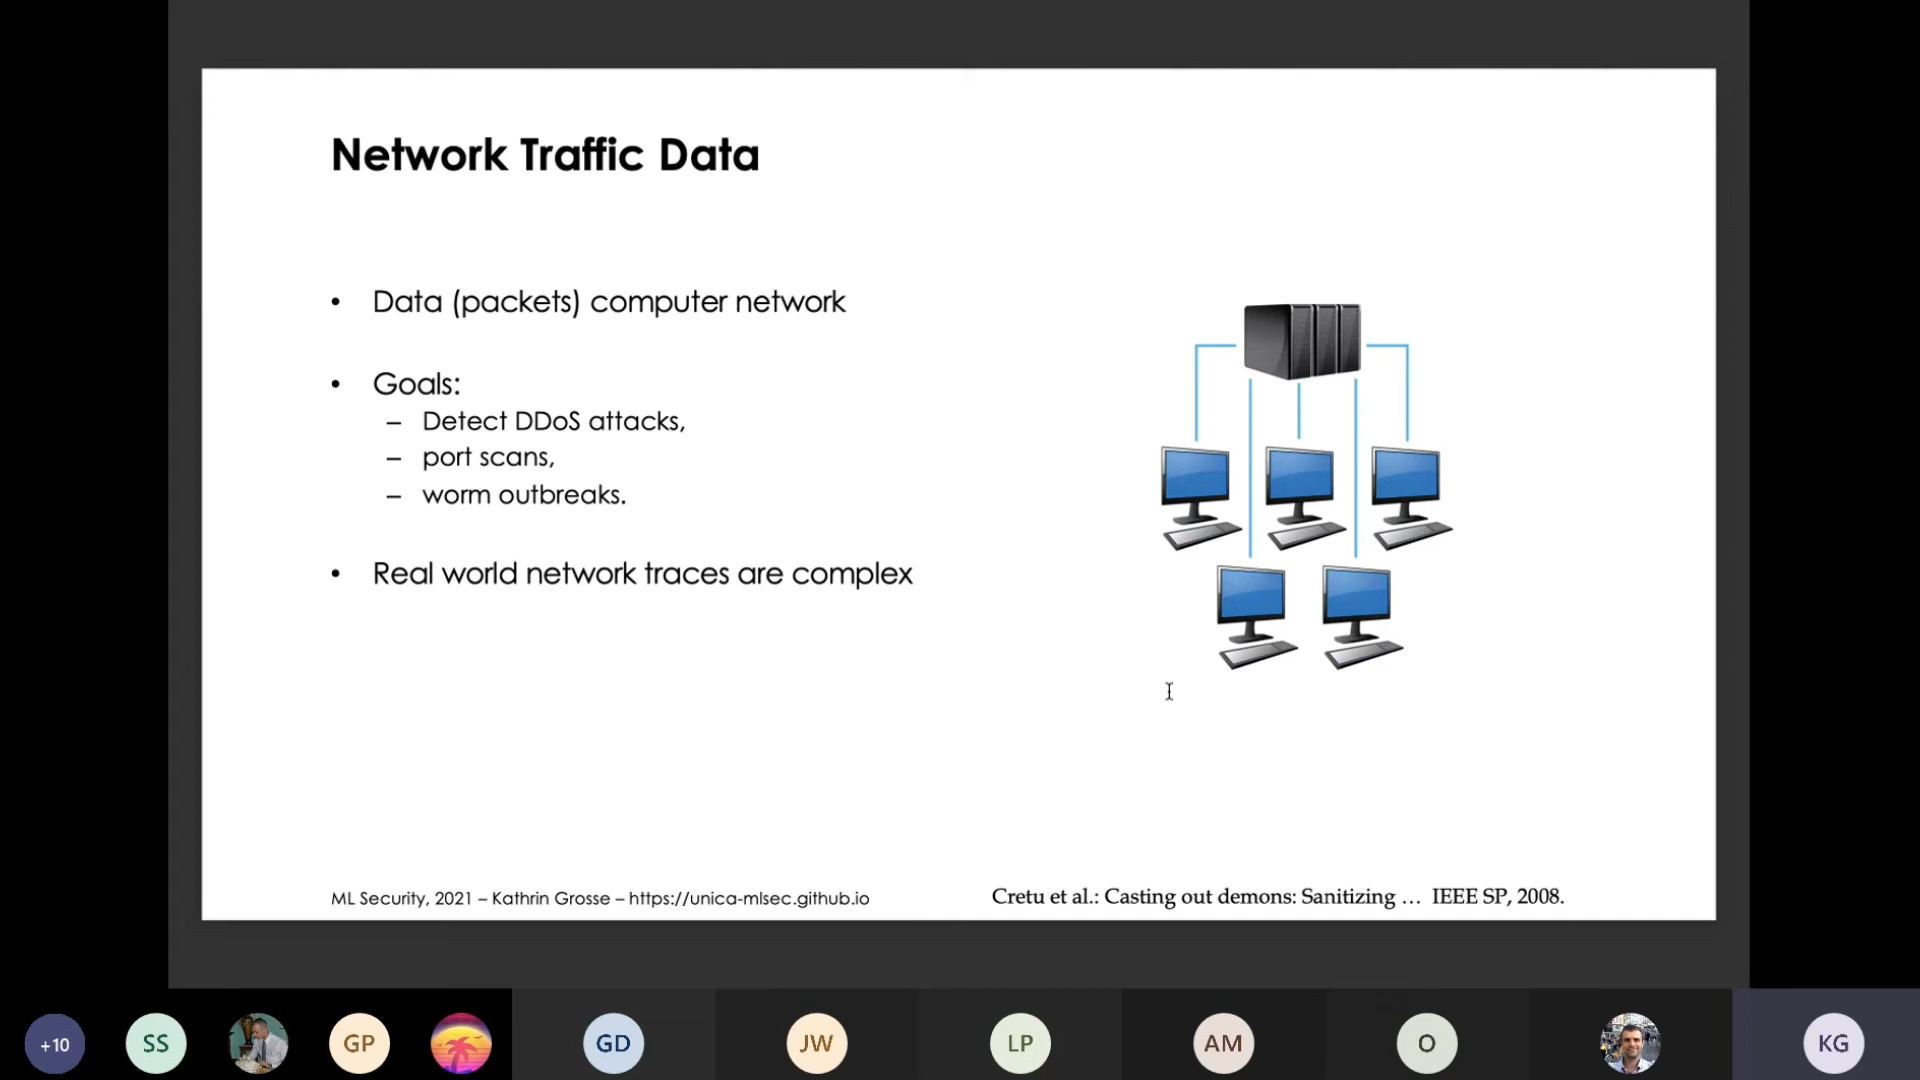 Network Traffic Data
• Data (packets) computer network
• Goals:
– Detect DDoS attacks,
– port scans,
– worm outbreaks.
• Real world network traces are complex
ML Security, 2021 – Kathrin Grosse – https://unica-mlsec.github.io
Cretu et al.: Casting out demons: Sanitizing … IEEE SP, 2008.
+10 SS GP GD JW LP AM O KG